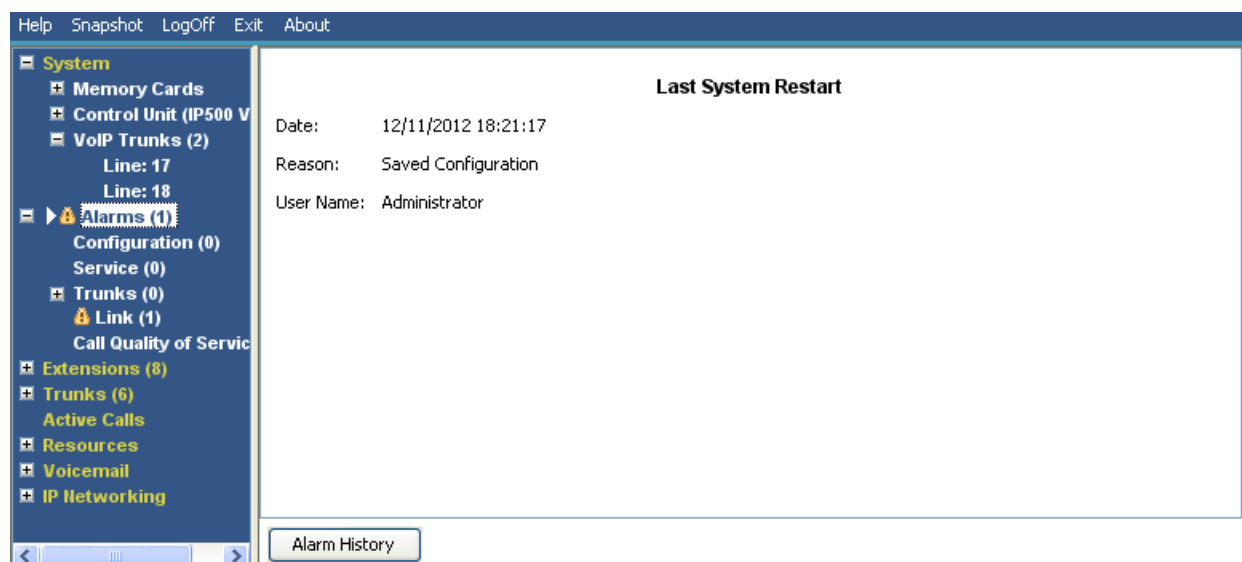 Help Snapshot LogOff Exit About
System
Memory Cards
Control Unit (IP500 V
VoIP Trunks (2)
Line: 17
Line: 18
Alarms (1)
Configuration (0)
Service (0)
Trunks (0)
Link (1)
Call Quality of Servic
Extensions (8)
Trunks (6)
Active Calls
Resources
Voicemail
IP Networking
Last System Restart
Date: 12/11/2012 18:21:17
Reason: Saved Configuration
User Name: Administrator
Alarm History